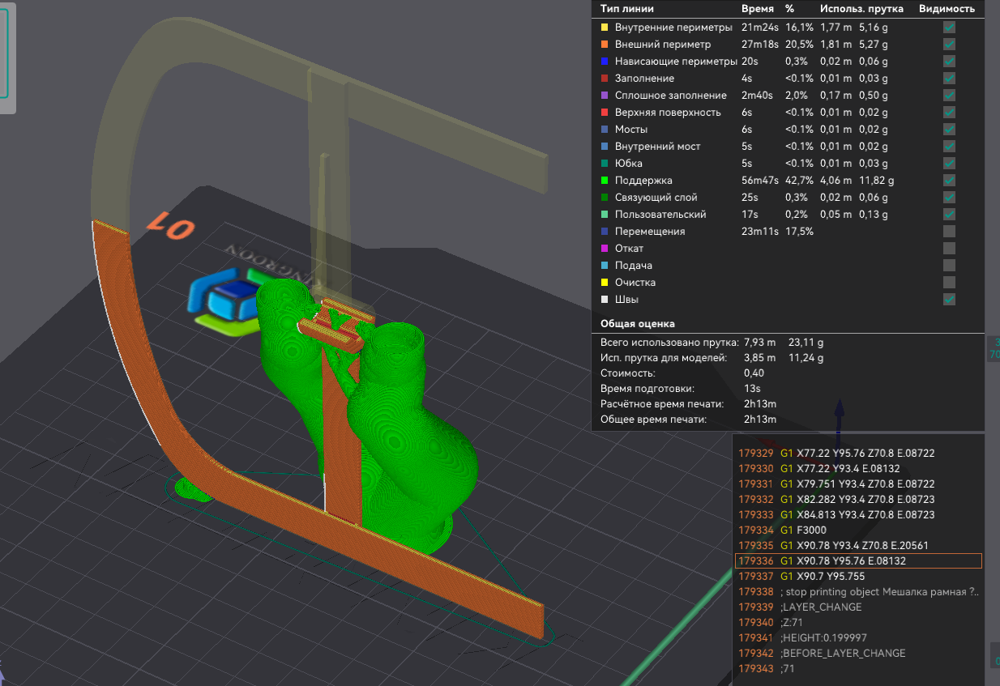 Тип линии Время % Использ. прутка Видимость
Внутренние периметры 21m24s 16,1% 1,77 m 5,16 g
Внешний периметр 27m18s 20,5% 1,81 m 5,27 g
Нависающие периметры 20s 0,3% 0,02 m 0,06 g
Заполнение 4s <0.1% 0,01 m 0,03 g
Сплошное заполнение 2m40s 2,0% 0,17 m 0,50 g
Верхняя поверхность 6s <0.1% 0,01 m 0,02 g
Мосты 6s <0.1% 0,01 m 0,02 g
Внутренний мост 5s <0.1% 0,01 m 0,02 g
Юбка 5s <0.1% 0,01 m 0,03 g
Поддержка 56m47s 42,7% 4,06 m 11,82 g
Связующий слой 25s 0,3% 0,02 m 0,06 g
Пользовательский 17s 0,2% 0,05 m 0,13 g
Перемещения 23m11s 17,5%
Откат
Подача
Очистка
Швы
Общая оценка
Всего использовано прутка: 7,93 m 23,11 g
Исп. прутка для моделей: 3,85 m 11,24 g
Стоимость: 0,40
Время подготовки: 13s
Расчётное время печати: 2h13m
Общее время печати: 2h13m
01
KINGROON
3
70
179329 G1 X77.22 Y95.76 Z70.8 E.08722
179330 G1 X77.22 Y93.4 E.08132
179331 G1 X79.751 Y93.4 Z70.8 E.08722
179332 G1 X82.282 Y93.4 Z70.8 E.08723
179333 G1 X84.813 Y93.4 Z70.8 E.08723
179334 G1 F3000
179335 G1 X90.78 Y93.4 Z70.8 E.20561
179336 G1 X90.78 Y95.76 E.08132
179337 G1 X90.7 Y95.755
179338 ; stop printing object Мешалка рамная ?..
179339 ;LAYER_CHANGE
179340 ;Z:71
179341 ;HEIGHT:0.199997
179342 ;BEFORE_LAYER_CHANGE
179343 ;71